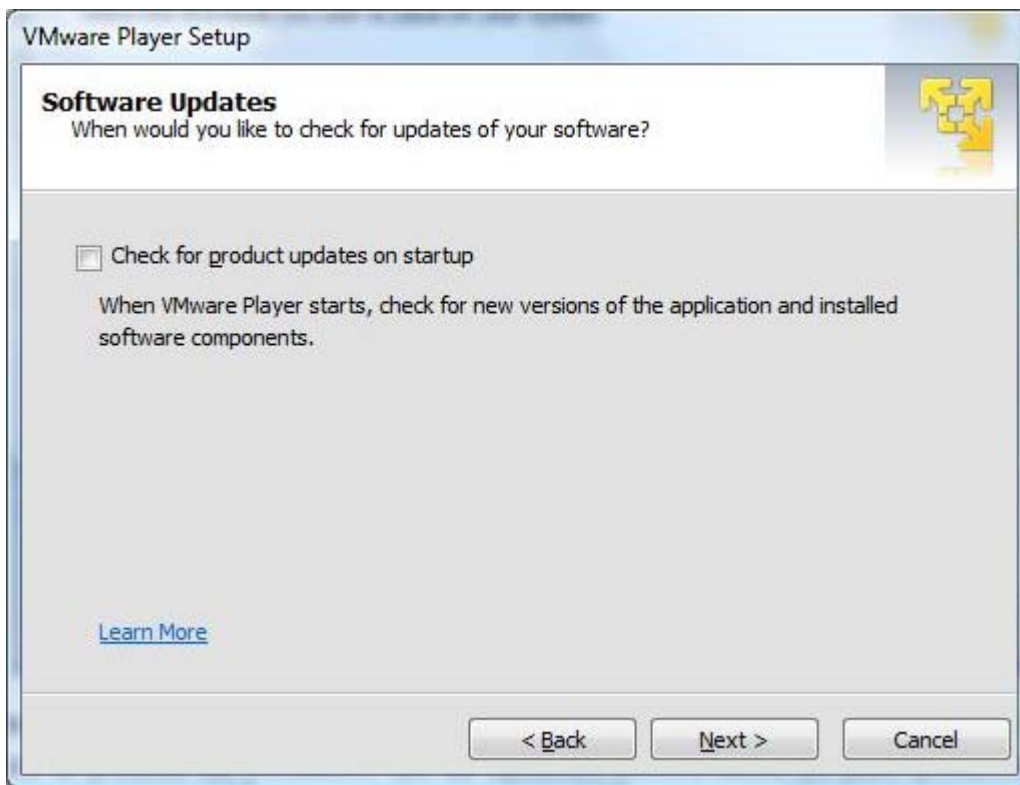 VMware Player Setup
Software Updates
When would you like to check for updates of your software?
Check for product updates on startup
When VMware Player starts, check for new versions of the application and installed
software components.
Learn More
< Back
Next >
Cancel